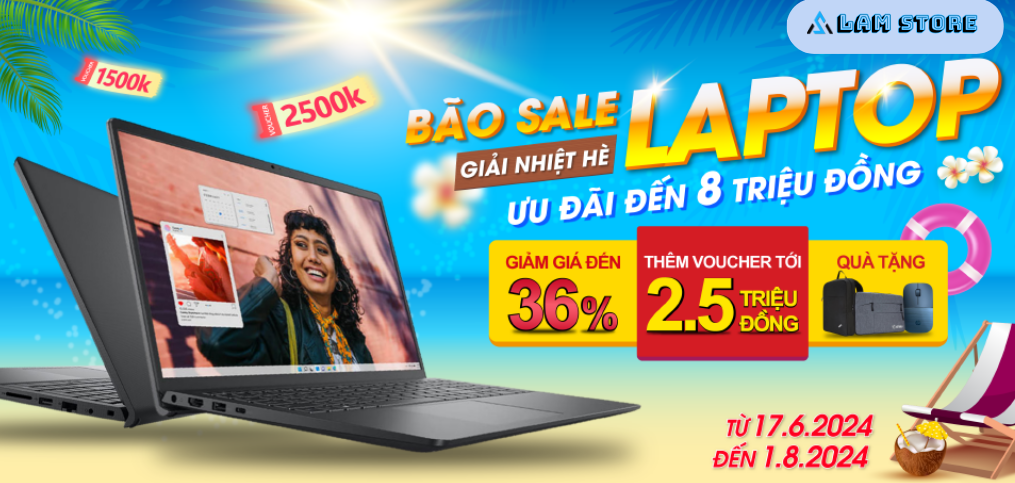 LAM STORE
VOUCHER
1500k
VOUCHER
2500k
BÃO SALE
LAPTOP
GIẢI NHIỆT HÈ
ƯU ĐÃI ĐẾN 8 TRIỆU ĐỒNG
GIẢM GIÁ ĐẾN
36%
THÊM VOUCHER TỚI
2.5 TRIỆU
ĐỒNG
QUÀ TẶNG
TỪ 17.6.2024
ĐẾN 1.8.2024